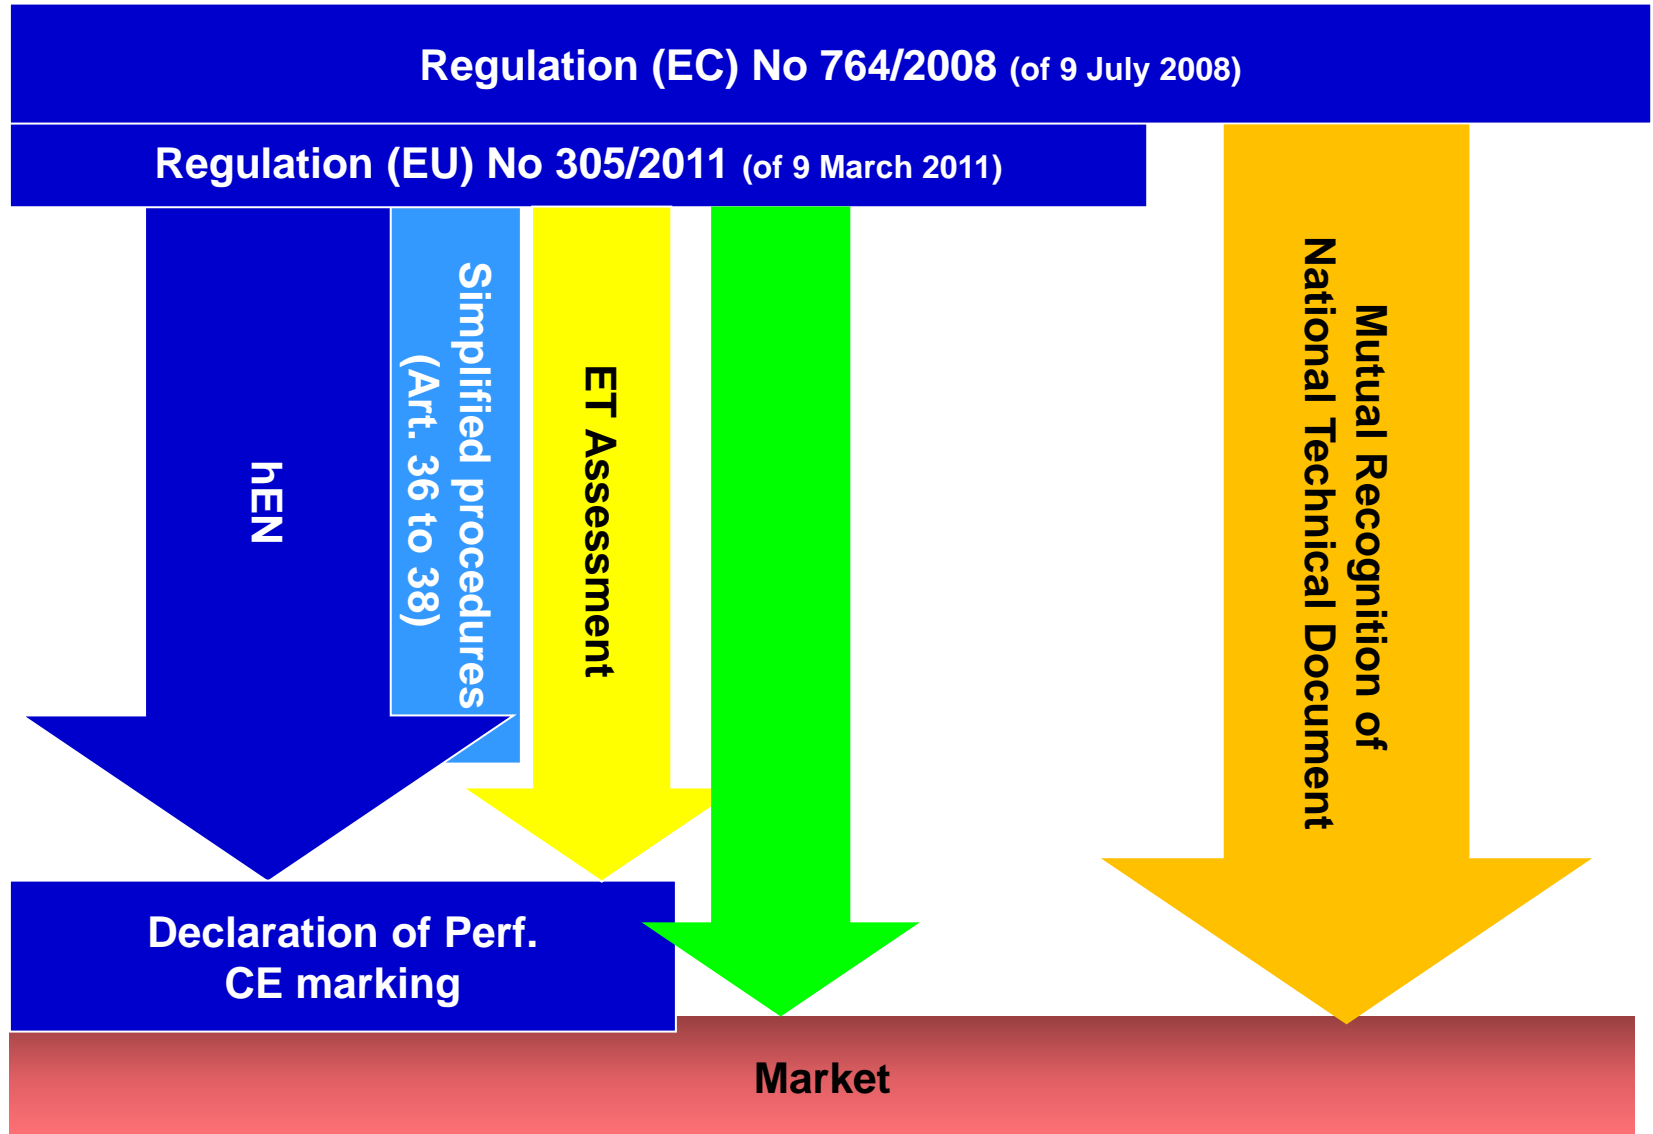 Regulation (EC) No 764/2008 (of 9 July 2008)
Regulation (EU) No 305/2011 (of 9 March 2011)
hEN
Simplified procedures
(Art. 36 to 38)
ET Assessment
Mutual Recognition of
National Technical Document
Declaration of Perf.
CE marking
Market